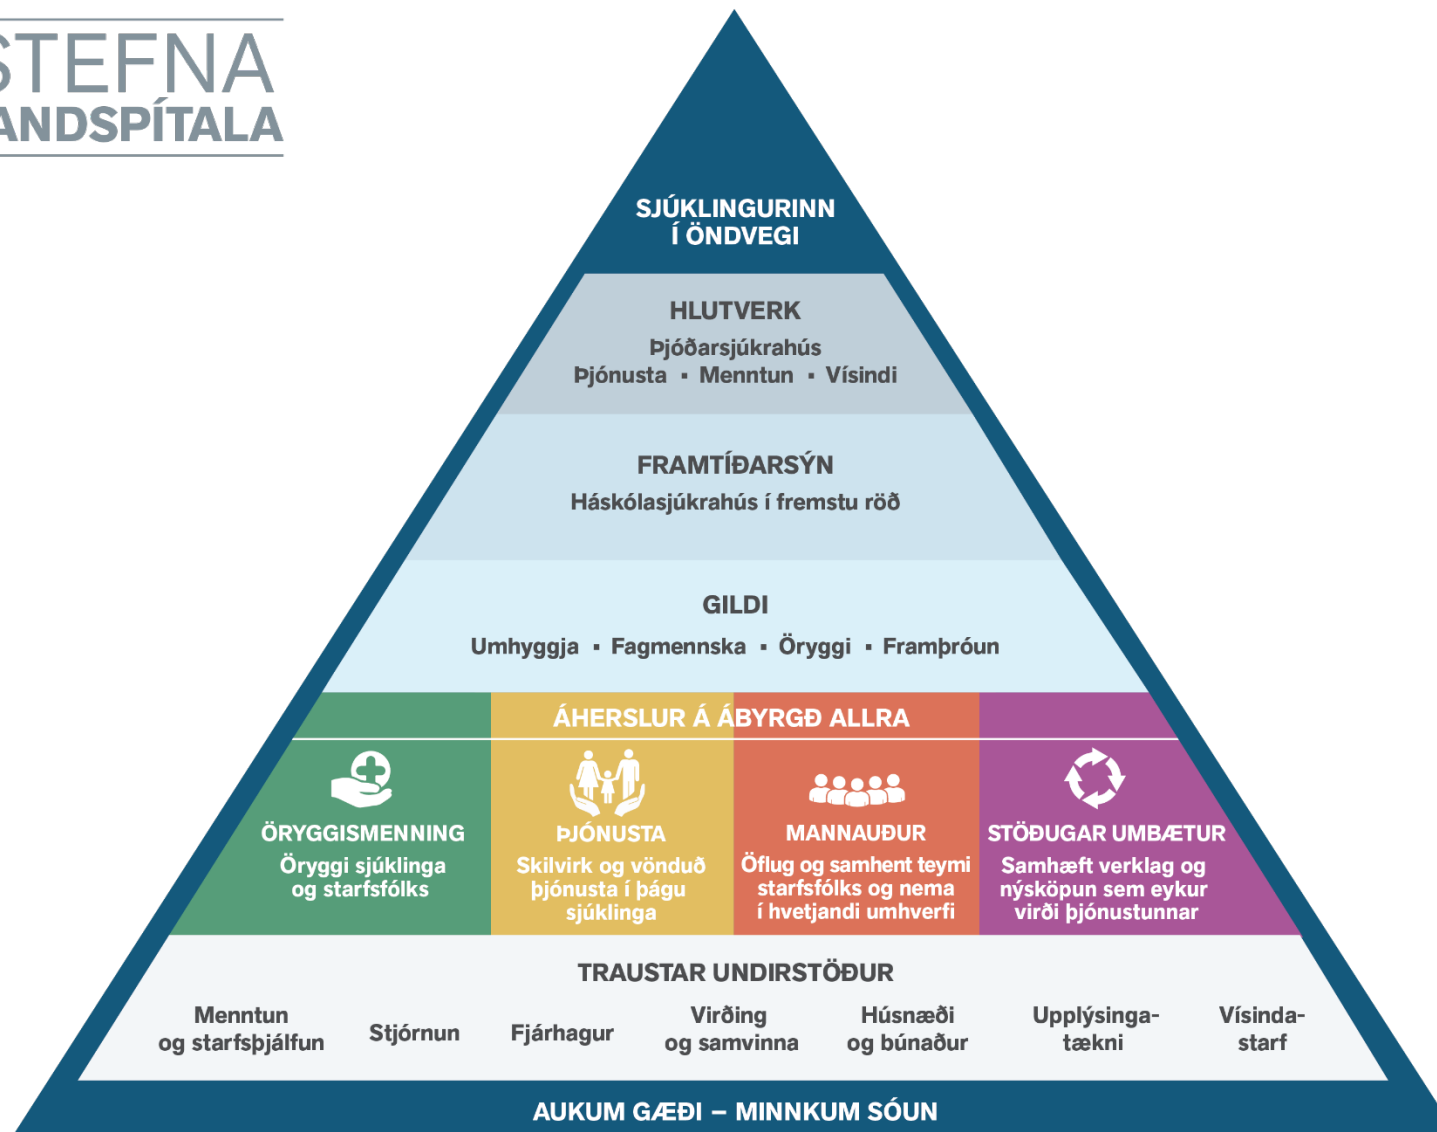 STEFNA
ANDSPÍTALA
SJÚKLINGURINN
Í ÖNDVEGI
HLUTVERK
Þjóðarsjúkrahús
Þjónusta ▪ Menntun ▪ Vísindi
FRAMTÍÐARSÝN
Háskólasjúkrahús í fremstu röð
GILDI
Umhyggja ▪ Fagmennska ▪ Öryggi ▪ Framþróun
ÁHERSLUR Á ÁBYRGÐ ALLRA
ÖRYGGISMENNING
Öryggi sjúklinga
og starfsfólks
ÞJÓNUSTA
Skilvirk og vönduð
þjónusta í þágu
sjúklinga
MANNAUÐUR
Öflug og samhent teymi
starfsfólks og nema
í hvetjandi umhverfi
STÖÐUGAR UMBÆTUR
Samhæft verklag og
nýsköpun sem eykur
virði þjónustunnar
TRAUSTAR UNDIRSTÖÐUR
Menntun
og starfsþjálfun
Stjórnun
Fjárhagur
Virðing
og samvinna
Húsnæði
og búnaður
Upplýsinga-
tækni
Vísinda-
starf
AUKUM GÆÐI – MINNKUM SÓUN